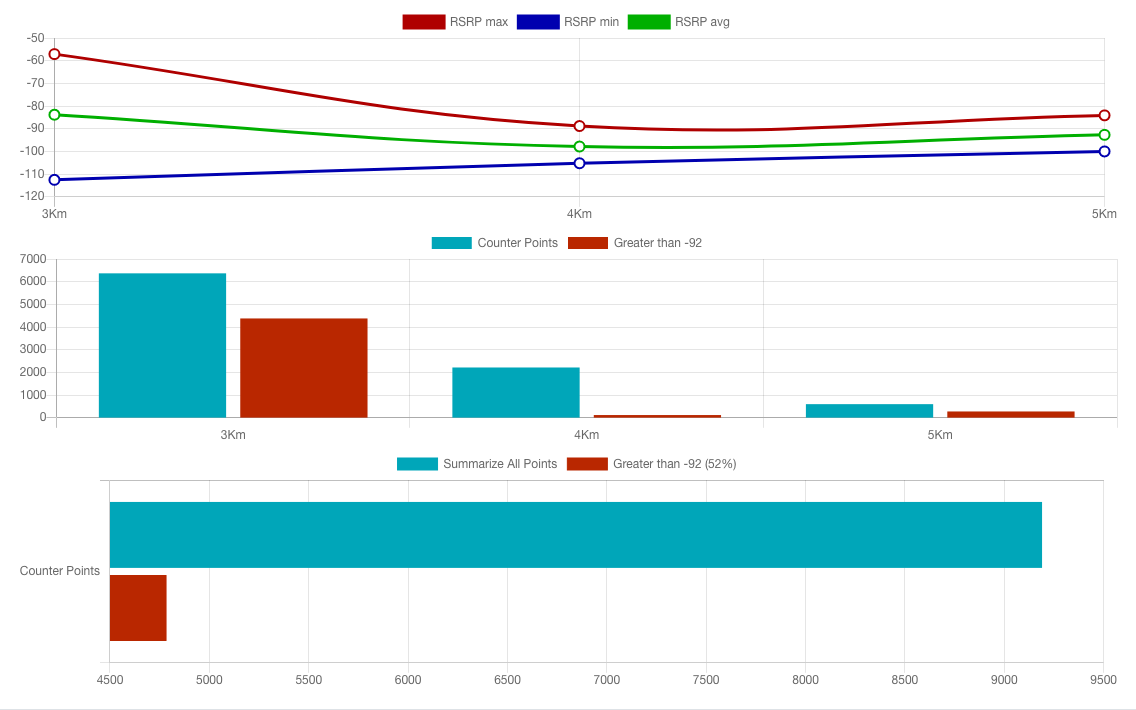 RSRP max RSRP min RSRP avg
-50
-60
-70
-80
-90
-100
-110
-120
3Km 4Km 5Km
Counter Points Greater than -92
7000
6000
5000
4000
3000
2000
1000
0
3Km 4Km 5Km
Summarize All Points Greater than -92 (52%)
Counter Points
4500 5000 5500 6000 6500 7000 7500 8000 8500 9000 9500